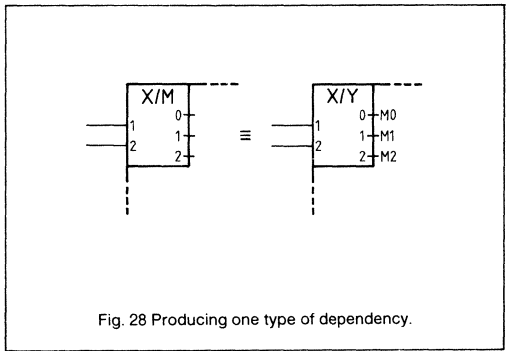 X/M
X/Y
0
0 M0
1
1
1
1 M1
2
2
2
2 M2
≡
Fig. 28 Producing one type of dependency.